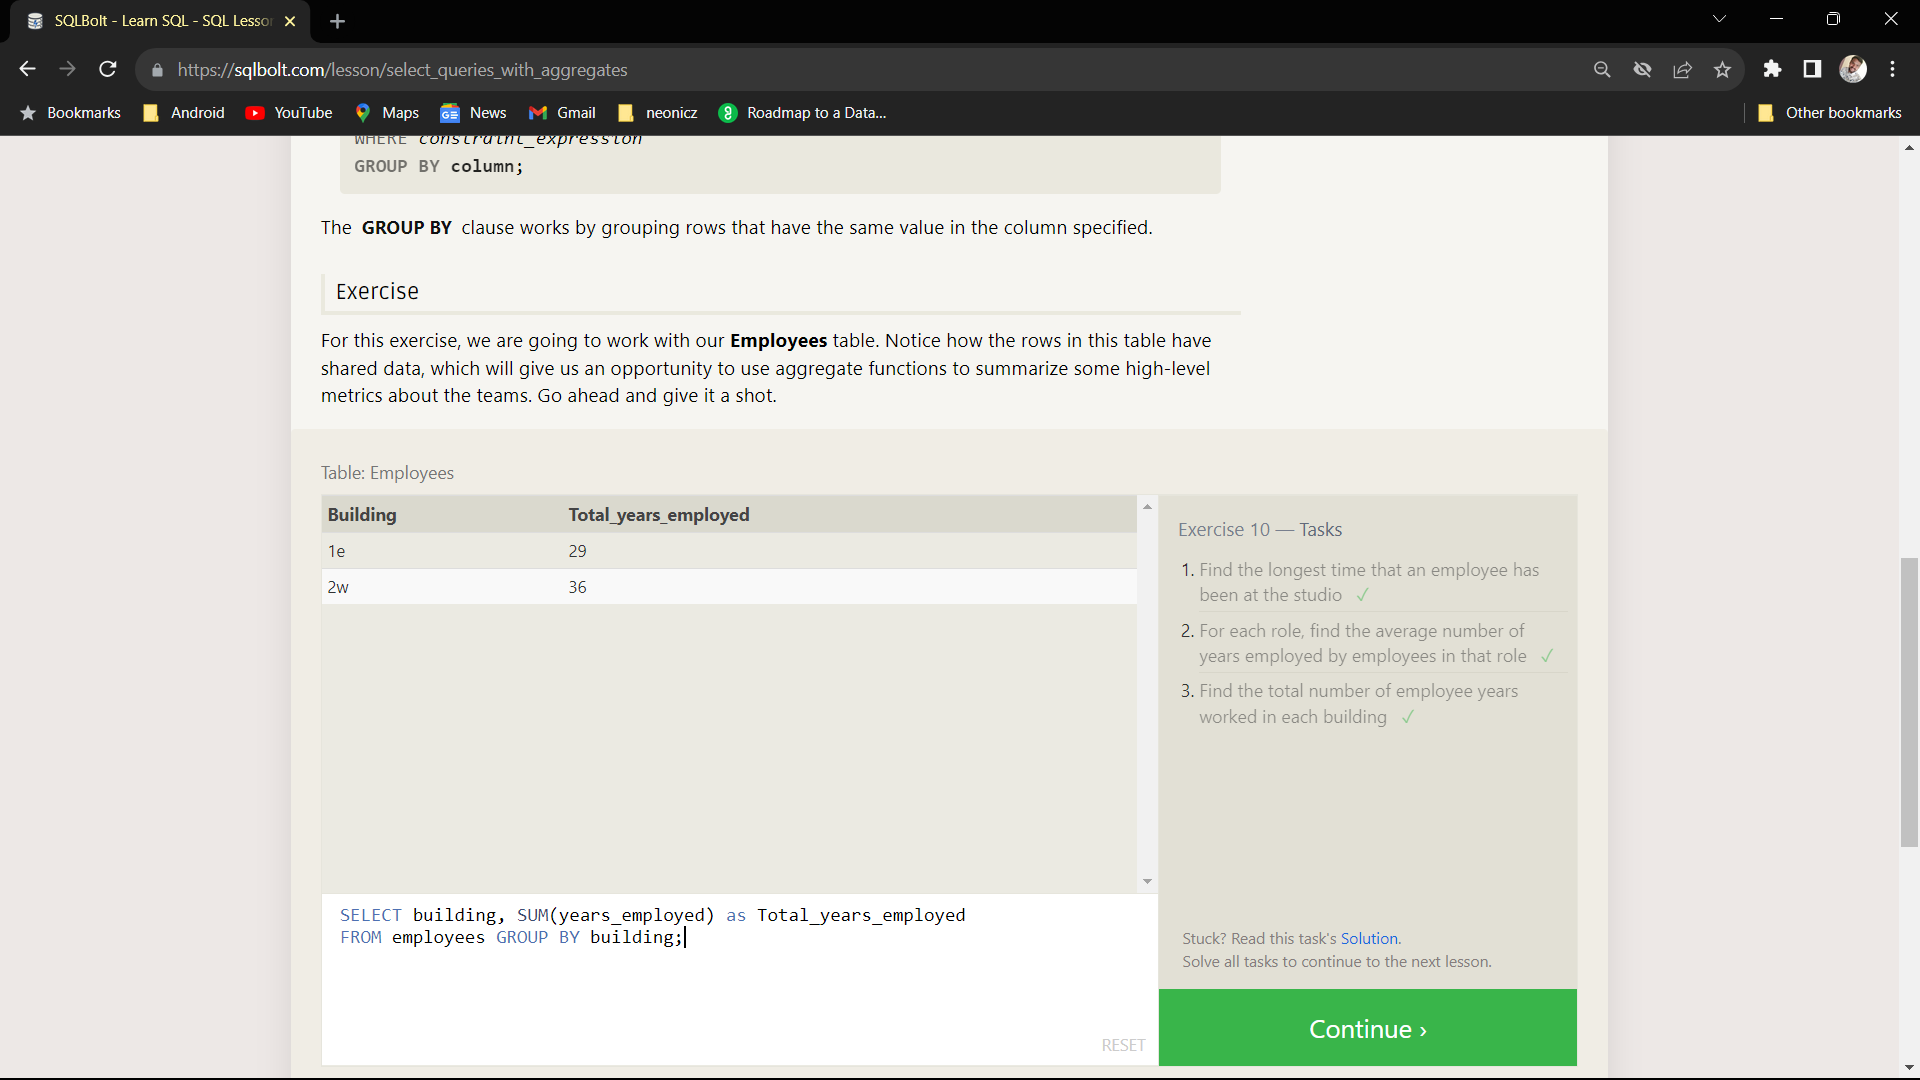 SQLBolt - Learn SQL - SQL Lesso
https://sqlbolt.com/lesson/select_queries_with_aggregates
Bookmarks Android YouTube Maps News Gmail neonicz Roadmap to a Data... Other bookmarks
WHERE constraint_expression
GROUP BY column;
The GROUP BY clause works by grouping rows that have the same value in the column specified.
Exercise
For this exercise, we are going to work with our Employees table. Notice how the rows in this table have
shared data, which will give us an opportunity to use aggregate functions to summarize some high-level
metrics about the teams. Go ahead and give it a shot.
Table: Employees
Building Total_years_employed
1e 29
2w 36
SELECT building, SUM(years_employed) as Total_years_employed
FROM employees GROUP BY building;
RESET
Exercise 10 — Tasks
1. Find the longest time that an employee has
been at the studio ✓
2. For each role, find the average number of
years employed by employees in that role ✓
3. Find the total number of employee years
worked in each building ✓
Stuck? Read this task's Solution.
Solve all tasks to continue to the next lesson.
Continue ›